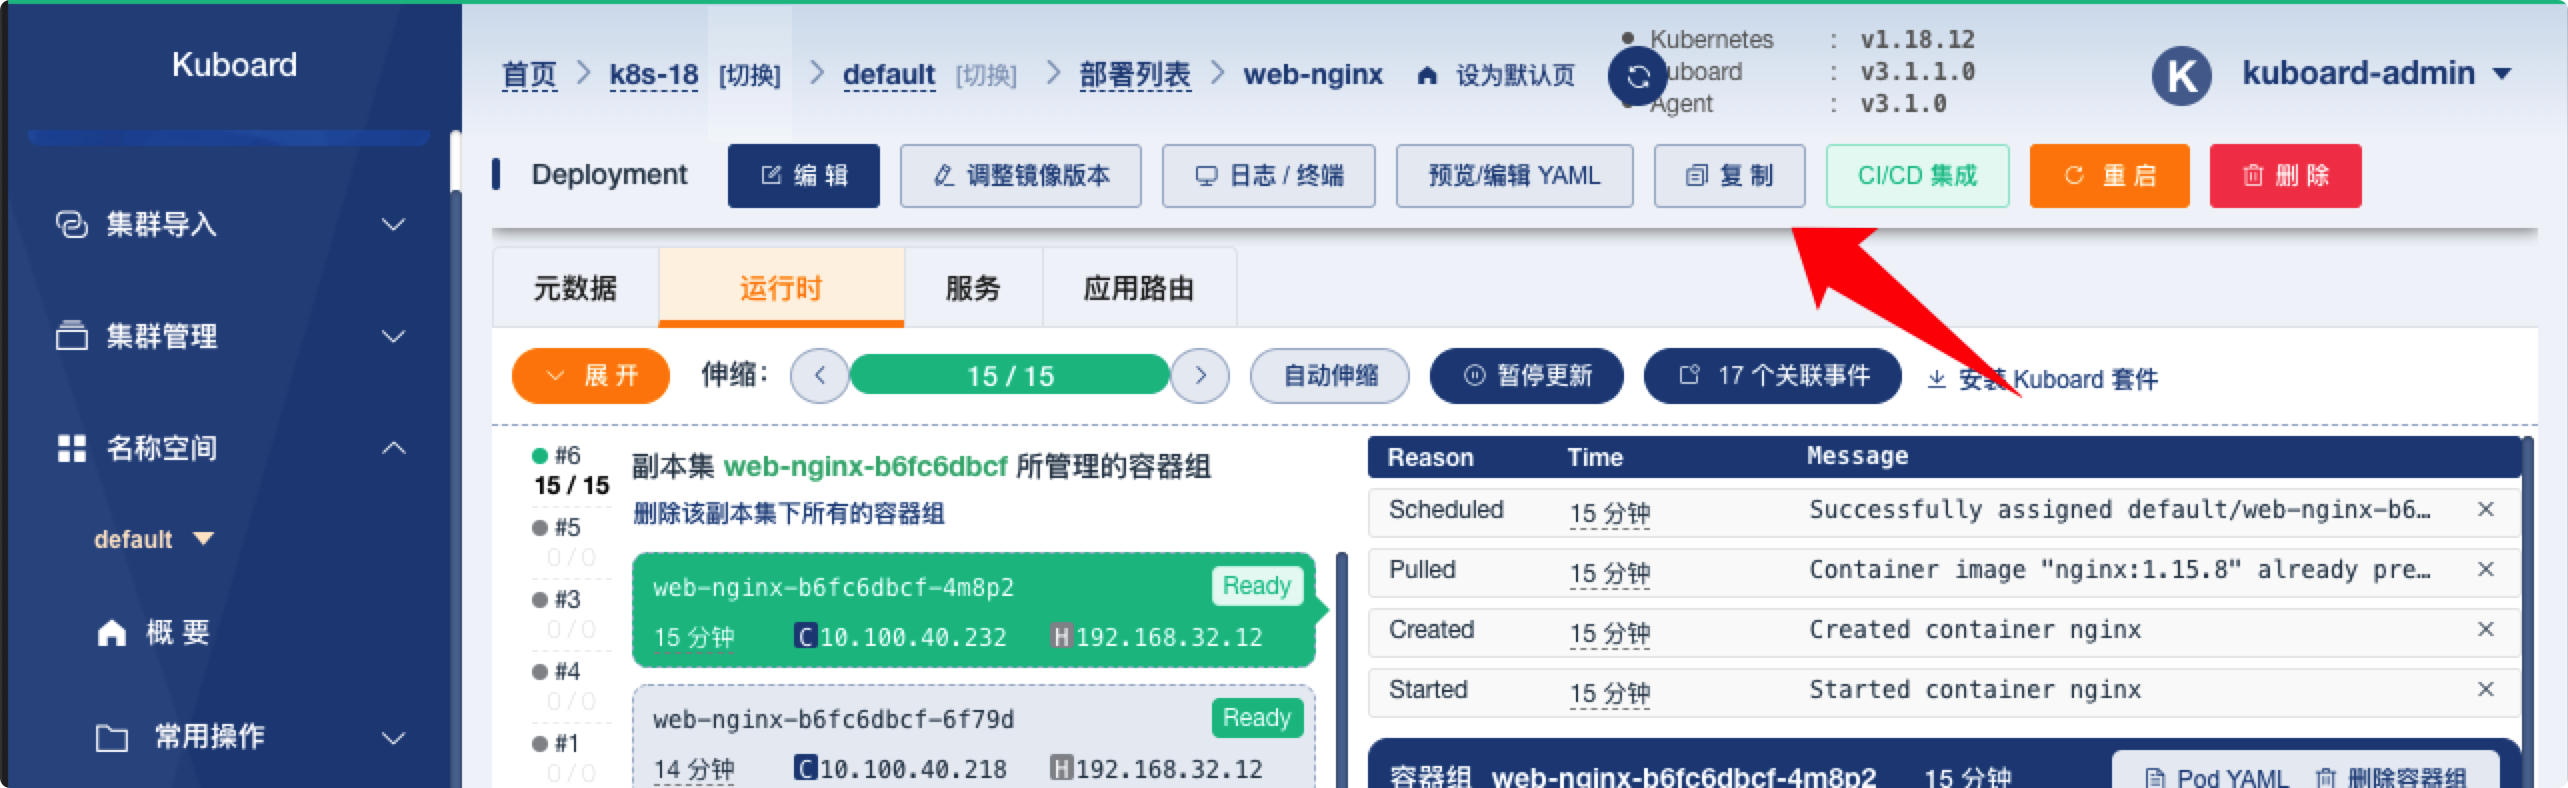 Kuboard
首页 > k8s-18 [切换] > default [切换] > 部署列表 > web-nginx 设为默认页
Kubernetes : v1.18.12
uboard : v3.1.1.0
Agent : v3.1.0
K kuboard-admin
Deployment 编 辑 调整镜像版本 日志 / 终端 预览/编辑 YAML 复 制 CI/CD 集成 重 启 删 除
集群导入
集群管理
名称空间
default
概 要
常用操作
元数据 运行时 服务 应用路由
展 开 伸缩: 15 / 15 自动伸缩 暂停更新 17 个关联事件 安装 Kuboard 套件
#6
15 / 15
#5
0 / 0
#3
0 / 0
#4
0 / 0
#1
0 / 0
副本集 web-nginx-b6fc6dbcf 所管理的容器组
删除该副本集下所有的容器组
web-nginx-b6fc6dbcf-4m8p2 Ready
15 分钟 C 10.100.40.232 H 192.168.32.12
web-nginx-b6fc6dbcf-6f79d Ready
14 分钟 C 10.100.40.218 H 192.168.32.12
Reason Time Message
Scheduled 15 分钟 Successfully assigned default/web-nginx-b6…
Pulled 15 分钟 Container image "nginx:1.15.8" already pre…
Created 15 分钟 Created container nginx
Started 15 分钟 Started container nginx
容器组 web-nginx-b6fc6dbcf-4m8p2 15 分钟 Pod YAML 删除容器组